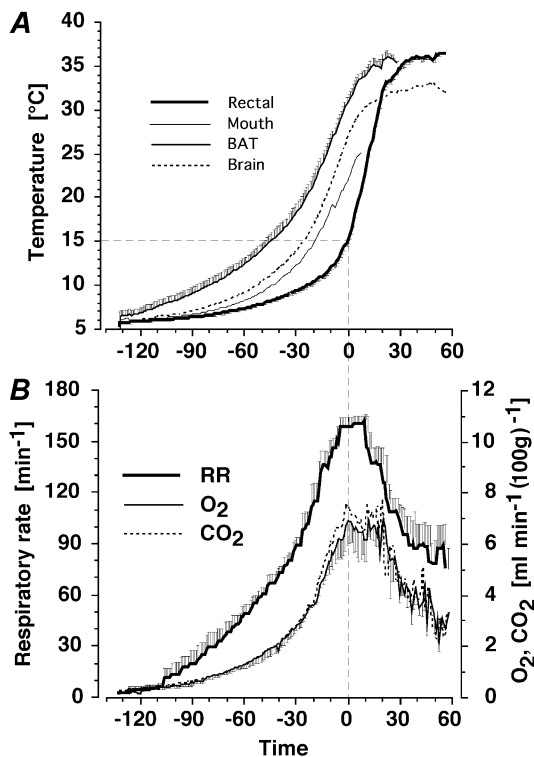 A
40
35
30
25
20
15
10
5
Temperature [°C]
Rectal
Mouth
BAT
Brain
-120 -90 -60 -30 0 30 60
B
180
150
120
90
60
30
0
Respiratory rate [min-1]
RR
O2
CO2
12
10
8
6
4
2
0
O2, CO2 [ml min-1 (100g) -1]
-120 -90 -60 -30 0 30 60
Time